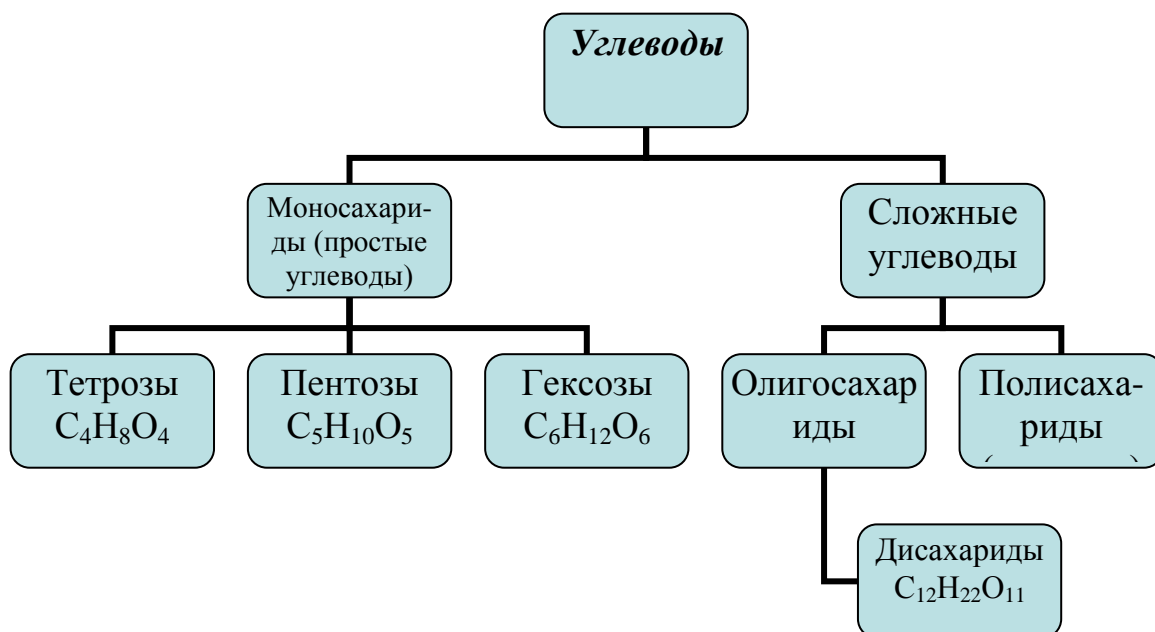 Углеводы
Моносахари-
ды (простые
углеводы)
Сложные
углеводы
Тетрозы
C₄H₈O₄
Пентозы
C₅H₁₀O₅
Гексозы
C₆H₁₂O₆
Олигосахар
иды
Полисаха-
риды
Дисахариды
C₁₂H₂₂O₁₁